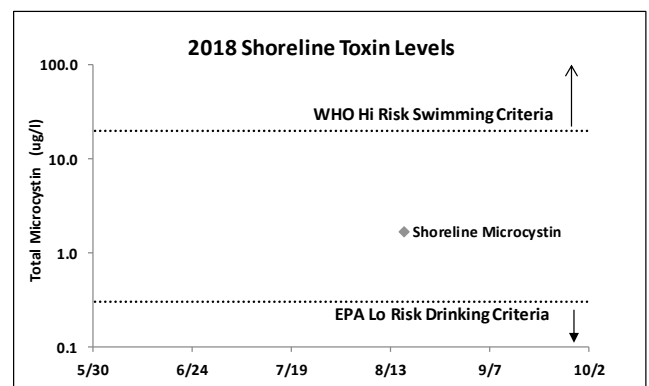 2018 Shoreline Toxin Levels
100.0
WHO Hi Risk Swimming Criteria
10.0
Total Microcystin (ug/l)
Shoreline Microcystin
1.0
EPA Lo Risk Drinking Criteria
0.1
5/30 6/24 7/19 8/13 9/7 10/2